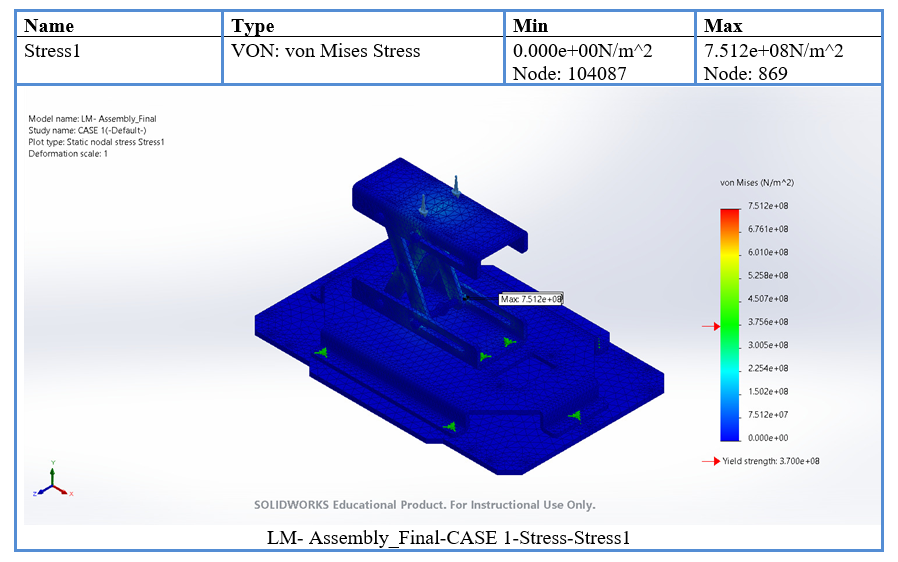 Name Type Min Max
Stress1 VON: von Mises Stress 0.000e+00N/m^2 7.512e+08N/m^2
Node: 104087 Node: 869
Model name: LM- Assembly_Final
Study name: CASE 1(-Default-)
Plot type: Static nodal stress Stress1
Deformation scale: 1
von Mises (N/m^2)
7.512e+08
6.761e+08
6.010e+08
5.258e+08
4.507e+08
3.756e+08
3.005e+08
2.254e+08
1.502e+08
7.512e+07
0.000e+00
Yield strength: 3.700e+08
Max: 7.512e+08
Y
Z X
SOLIDWORKS Educational Product. For Instructional Use Only.
LM- Assembly_Final-CASE 1-Stress-Stress1